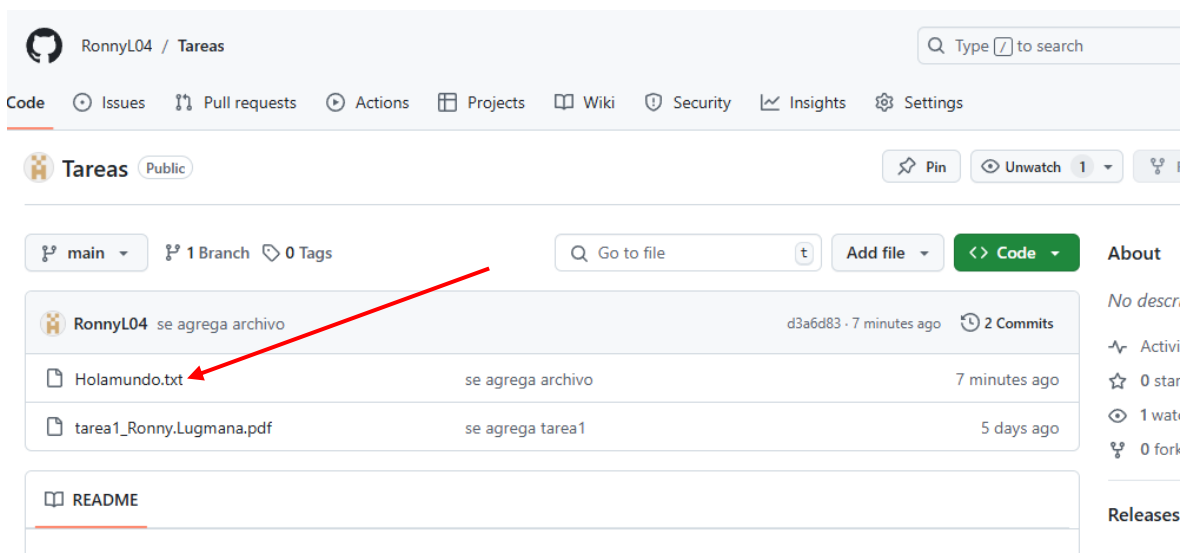 RonnyL04 / Tareas
Type / to search
Code Issues Pull requests Actions Projects Wiki Security Insights Settings
Tareas Public
Pin Unwatch 1
main 1 Branch 0 Tags
Go to file t Add file <> Code About
No descr
RonnyL04 se agrega archivo d3a6d83 · 7 minutes ago 2 Commits
Activi
Holamundo.txt se agrega archivo 7 minutes ago
0 star
tarea1_Ronny.Lugmana.pdf se agrega tarea1 5 days ago
1 wat
0 fork
README
Releases